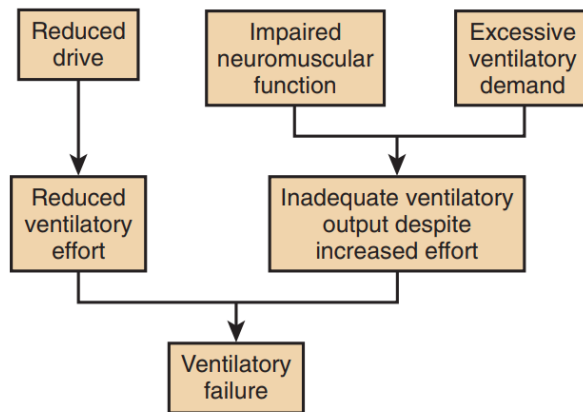 Reduced
drive
Impaired
neuromuscular
function
Excessive
ventilatory
demand
Reduced
ventilatory
effort
Inadequate ventilatory
output despite
increased effort
Ventilatory
failure